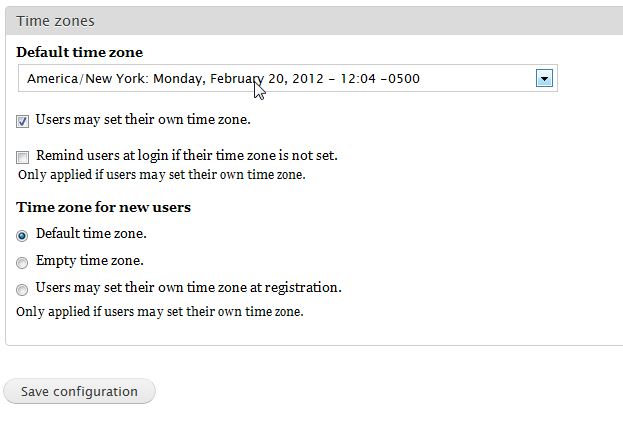 Time zones
Default time zone
America/New York: Monday, February 20, 2012 - 12:04 -0500
Users may set their own time zone.
Remind users at login if their time zone is not set.
Only applied if users may set their own time zone.
Time zone for new users
Default time zone.
Empty time zone.
Users may set their own time zone at registration.
Only applied if users may set their own time zone.
Save configuration